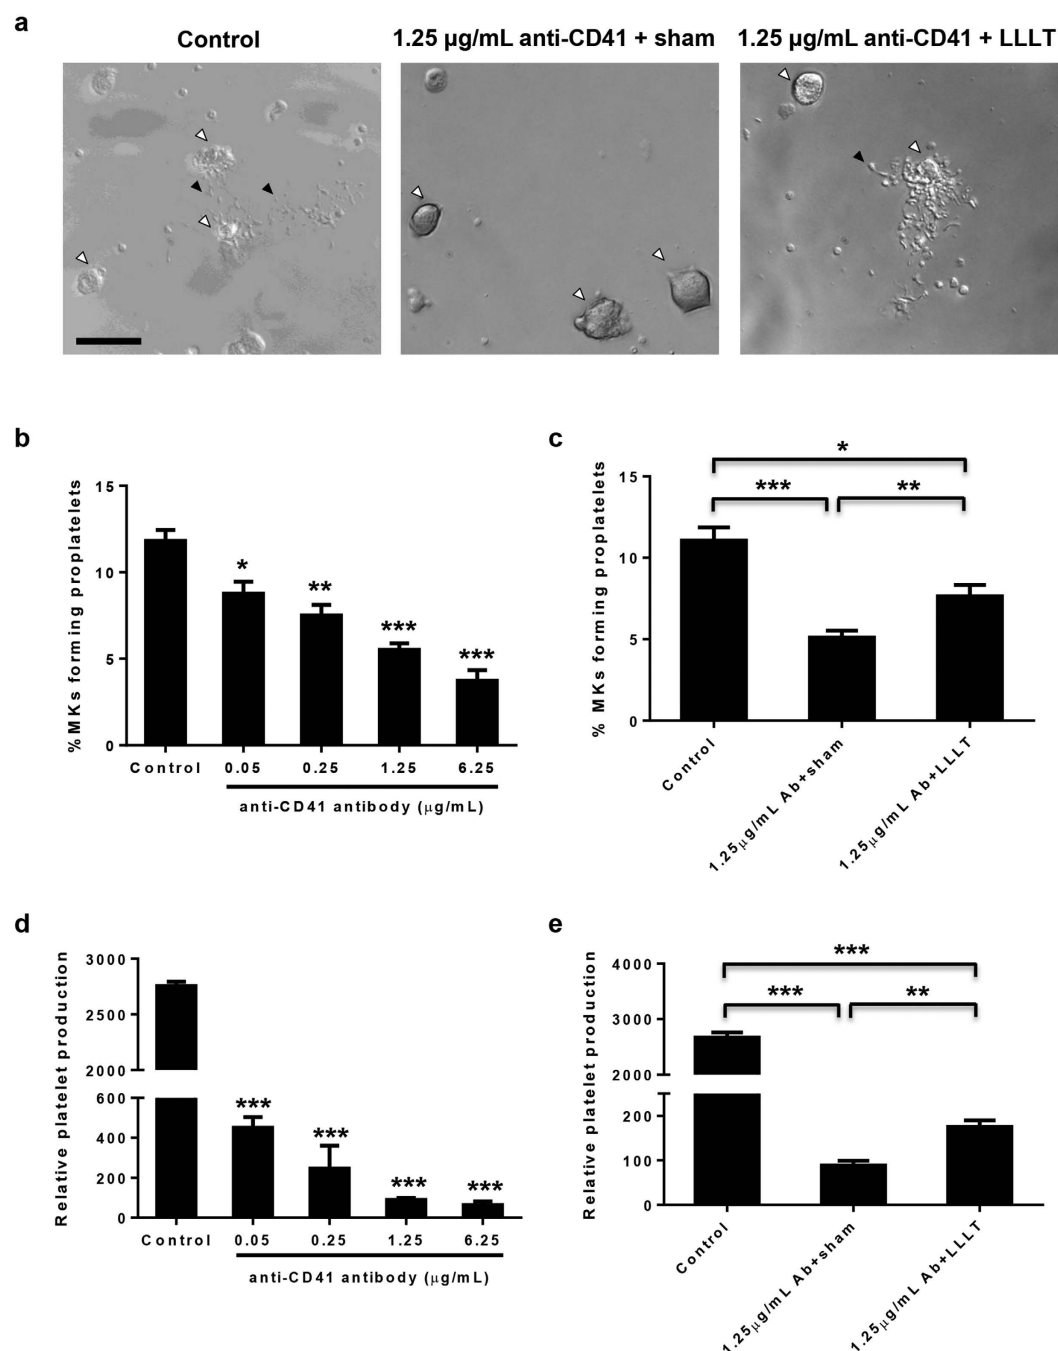 a
Control
1.25 µg/mL anti-CD41 + sham
1.25 µg/mL anti-CD41 + LLLT
b
%MKs forming proplatelets
15
10
5
0
*
**
***
***
Control
0.05
0.25
1.25
6.25
anti-CD41 antibody (µg/mL)
c
% MKs forming proplatelets
15
10
5
0
*
***
**
Control
1.25µg/mL Ab+sham
1.25µg/mL Ab+LLLT
d
Relative platelet production
3000
2500
2000
600
400
200
0
***
***
***
***
Control
0.05
0.25
1.25
6.25
anti-CD41 antibody (µg/mL)
e
Relative platelet production
4000
3000
2000
200
100
0
***
***
**
Control
1.25µg/mL Ab+sham
1.25µg/mL Ab+LLLT